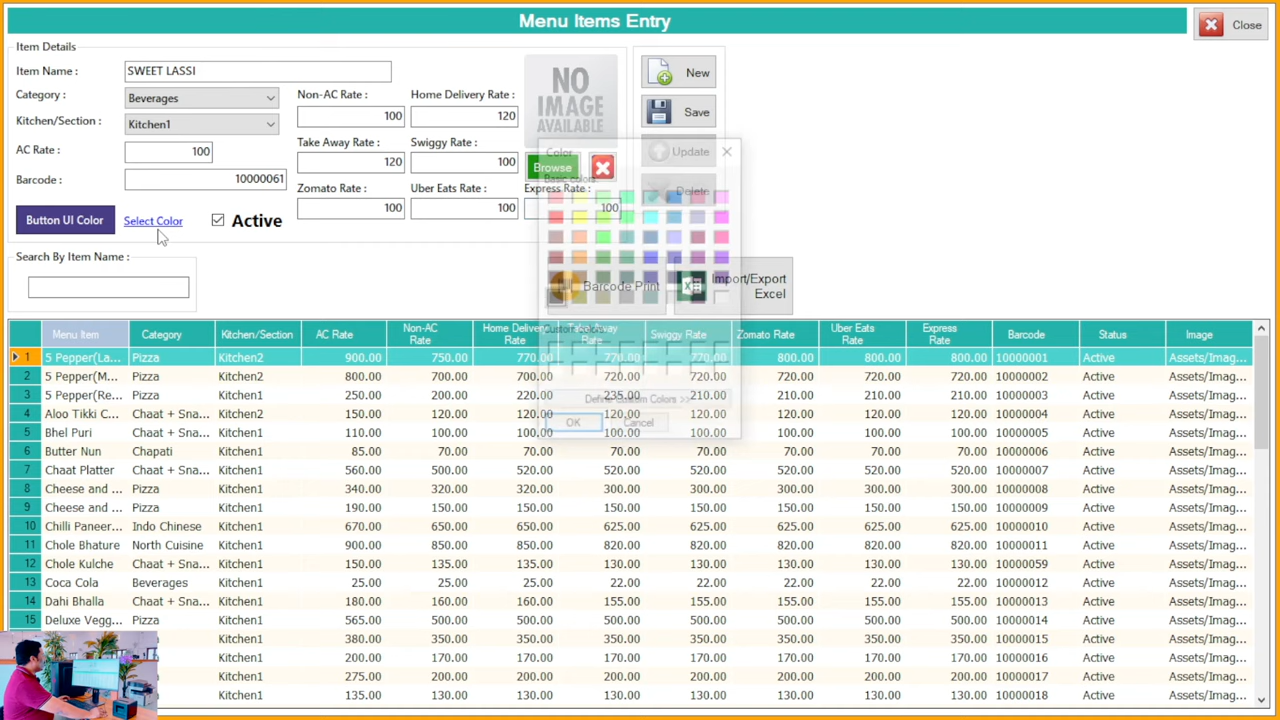 Menu Items Entry
Close
Item Details
Item Name :
SWEET LASSI
Category :
Beverages
Kitchen/Section :
Kitchen1
AC Rate :
100
Barcode :
10000061
Non-AC Rate :
100
Home Delivery Rate :
120
Take Away Rate :
120
Swiggy Rate :
100
Zomato Rate :
100
Uber Eats Rate :
100
Express Rate :
100
NO
IMAGE
AVAILABLE
Browse
New
Save
Update
Delete
Button UI Color
Select Color
Active
Color
Basic colors:
Custom colors:
Define Custom Colors >>
OK
Cancel
Barcode Print
Import/Export
Excel
Search By Item Name :
Menu Item Category Kitchen/Section AC Rate Non-AC Rate Home Delivery Rate Take Away Rate Swiggy Rate Zomato Rate Uber Eats Rate Express Rate Barcode Status Image
1 5 Pepper(La... Pizza Kitchen2 900.00 750.00 770.00 770.00 770.00 800.00 800.00 800.00 10000001 Active Assets/Imag...
2 5 Pepper(M... Pizza Kitchen2 800.00 700.00 700.00 720.00 720.00 720.00 720.00 720.00 10000002 Active Assets/Imag...
3 5 Pepper(Re... Pizza Kitchen1 250.00 200.00 220.00 235.00 210.00 210.00 210.00 210.00 10000003 Active Assets/Imag...
4 Aloo Tikki C... Chaat + Sna... Kitchen2 150.00 120.00 120.00 120.00 120.00 120.00 120.00 120.00 10000004 Active Assets/Imag...
5 Bhel Puri Chaat + Sna... Kitchen1 110.00 100.00 100.00 100.00 100.00 100.00 100.00 100.00 10000005 Active Assets/Imag...
6 Butter Nun Chapati Kitchen1 85.00 70.00 70.00 70.00 70.00 70.00 70.00 70.00 10000006 Active Assets/Imag...
7 Chaat Platter Chaat + Sna... Kitchen1 560.00 500.00 520.00 520.00 520.00 520.00 520.00 520.00 10000007 Active Assets/Imag...
8 Cheese and ... Pizza Kitchen1 340.00 320.00 320.00 300.00 300.00 300.00 300.00 300.00 10000008 Active Assets/Imag...
9 Cheese and ... Pizza Kitchen1 190.00 150.00 150.00 150.00 150.00 150.00 150.00 150.00 10000009 Active Assets/Imag...
10 Chilli Paneer... Indo Chinese Kitchen1 670.00 650.00 650.00 625.00 625.00 625.00 625.00 625.00 10000010 Active Assets/Imag...
11 Chole Bhature North Cuisine Kitchen1 900.00 850.00 850.00 820.00 820.00 820.00 820.00 820.00 10000011 Active Assets/Imag...
12 Chole Kulche Chaat + Sna... Kitchen1 150.00 135.00 135.00 130.00 130.00 130.00 130.00 130.00 10000059 Active Assets/Imag...
13 Coca Cola Beverages Kitchen1 25.00 25.00 25.00 22.00 22.00 22.00 22.00 22.00 10000012 Active Assets/Imag...
14 Dahi Bhalla Chaat + Sna... Kitchen1 180.00 160.00 160.00 155.00 155.00 155.00 155.00 155.00 10000013 Active Assets/Imag...
15 Deluxe Vegg... Pizza Kitchen1 565.00 500.00 500.00 500.00 500.00 500.00 500.00 500.00 10000014 Active Assets/Imag...
Kitchen1 380.00 350.00 350.00 350.00 350.00 350.00 350.00 350.00 10000015 Active Assets/Imag...
Kitchen1 200.00 170.00 170.00 170.00 170.00 170.00 170.00 170.00 10000016 Active Assets/Imag...
Kitchen1 275.00 200.00 200.00 200.00 200.00 200.00 200.00 200.00 10000017 Active Assets/Imag...
Kitchen1 135.00 100.00 100.00 100.00 100.00 100.00 100.00 100.00 10000018 Active Assets/Imag...